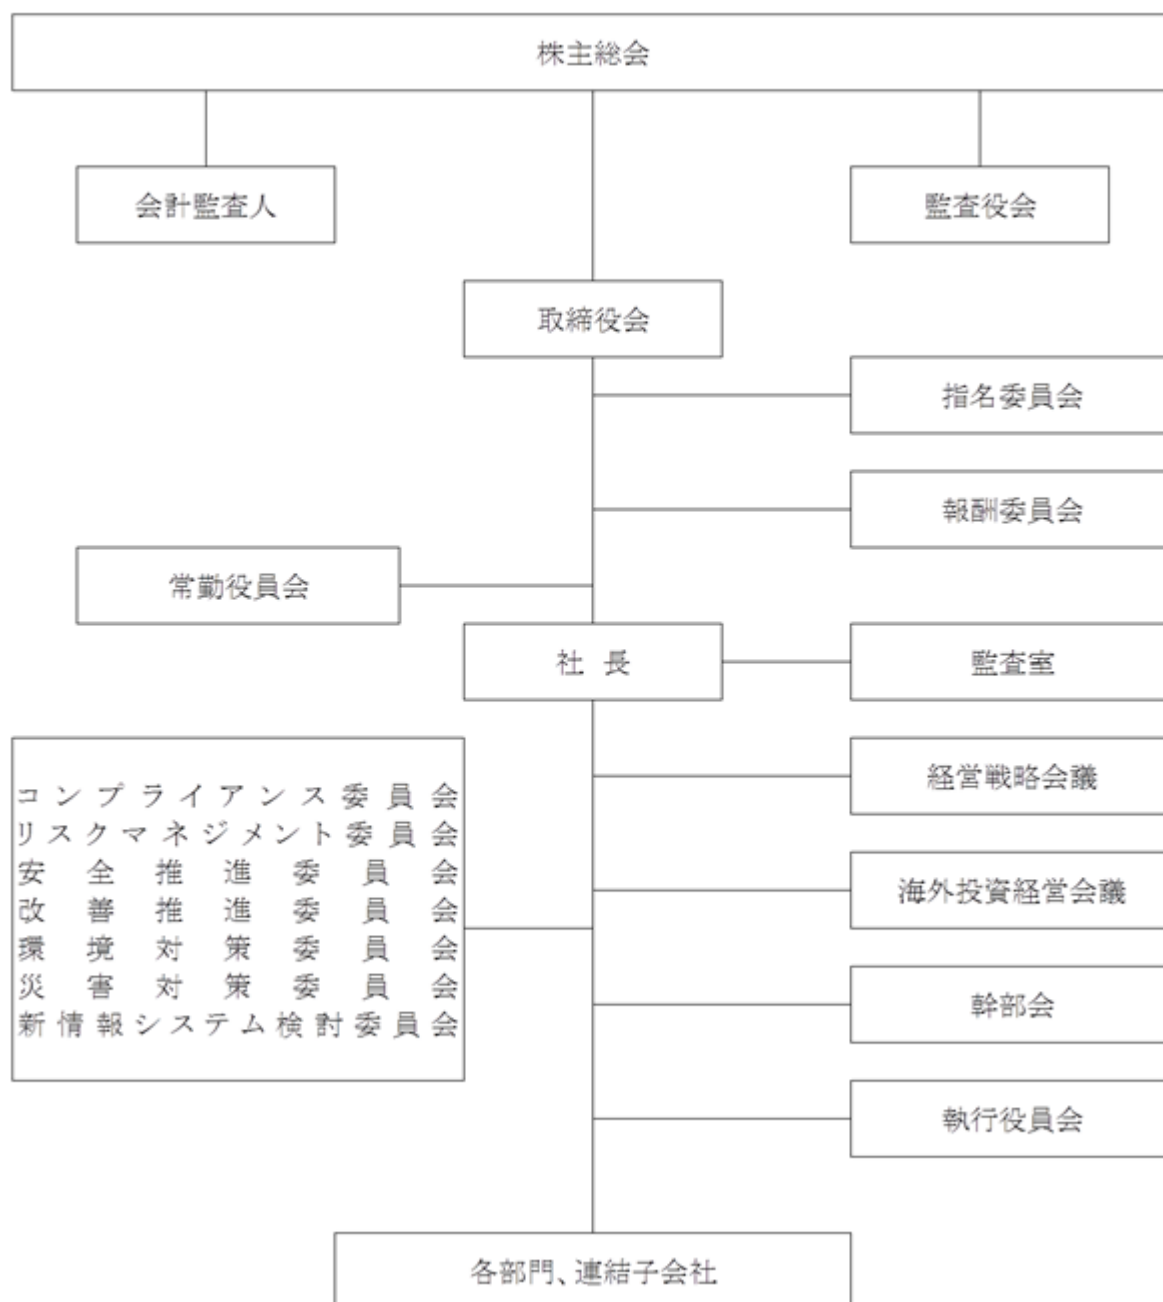 株主総会
会計監査人
監査役会
取締役会
指名委員会
報酬委員会
常勤役員会
社長
監査室
経営戦略会議
コンプライアンス委員会
リスクマネジメント委員会
安全推進委員会
改善推進委員会
環境対策委員会
災害対策委員会
新情報システム検討委員会
海外投資経営会議
幹部会
執行役員会
各部門、連結子会社